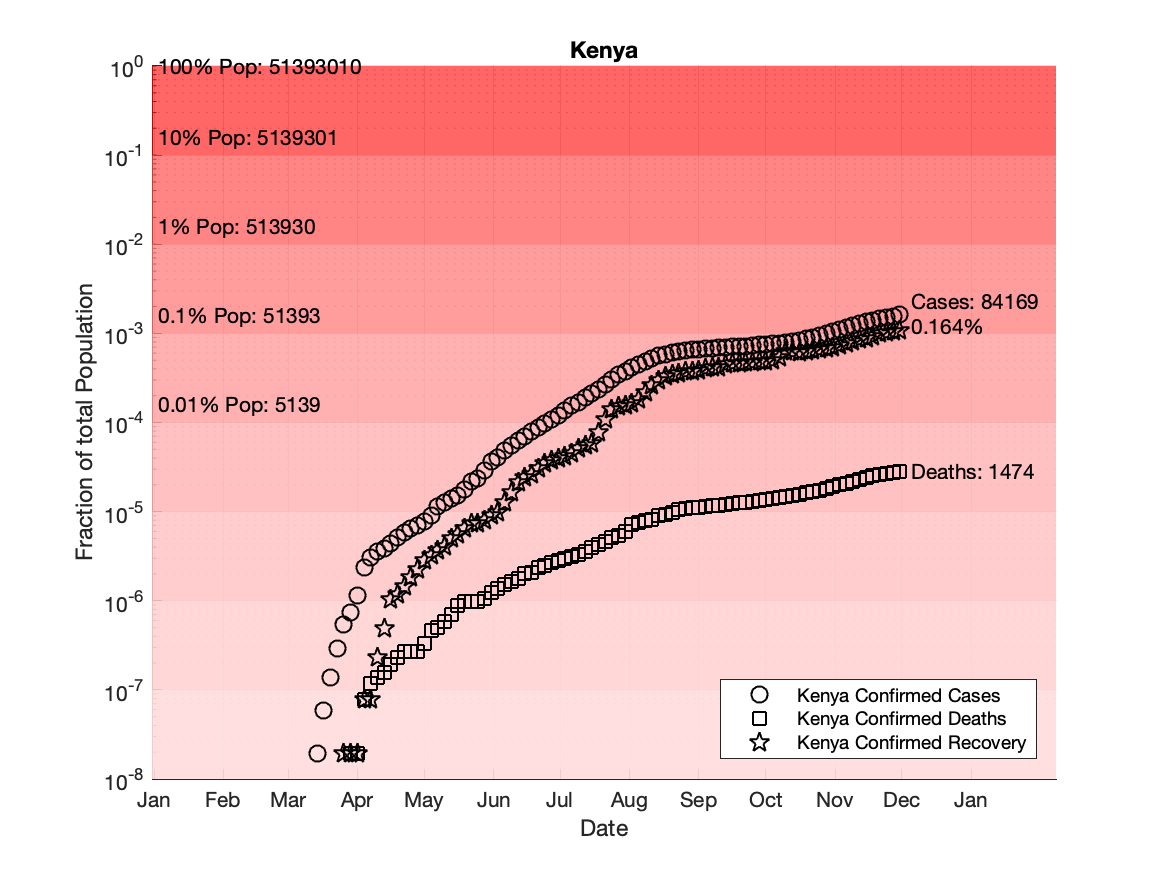 Kenya
10^0
100% Pop: 51393010
10% Pop: 5139301
10^-1
1% Pop: 513930
10^-2
Cases: 84169
0.1% Pop: 51393
0.164%
10^-3
0.01% Pop: 5139
10^-4
Deaths: 1474
10^-5
10^-6
10^-7
10^-8
Fraction of total Population
Kenya Confirmed Cases
Kenya Confirmed Deaths
Kenya Confirmed Recovery
Jan Feb Mar Apr May Jun Jul Aug Sep Oct Nov Dec Jan
Date